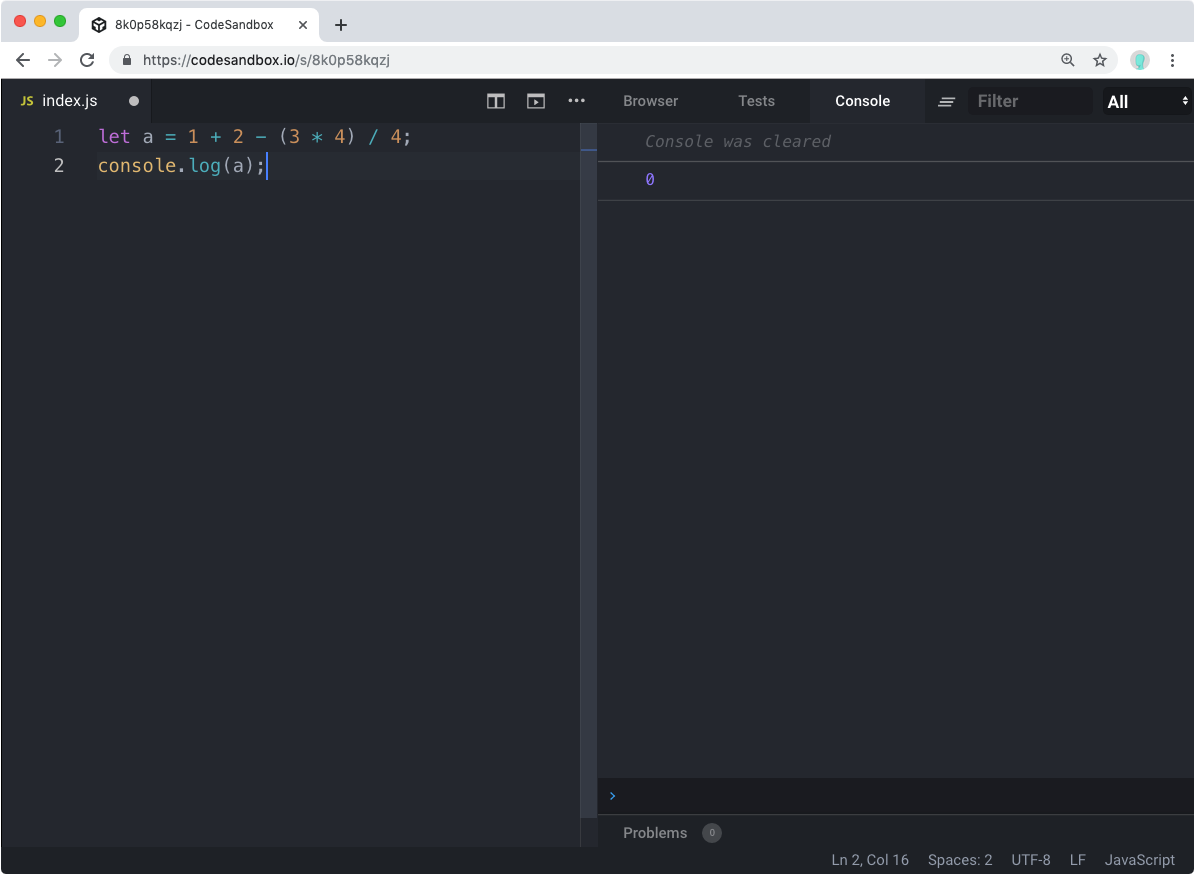 8k0p58kqzj - CodeSandbox
https://codesandbox.io/s/8k0p58kqzj
JS index.js Browser Tests Console Filter All
1 let a = 1 + 2 - (3 * 4) / 4;
2 console.log(a);
Console was cleared
0
Problems 0
Ln 2, Col 16 Spaces: 2 UTF-8 LF JavaScript